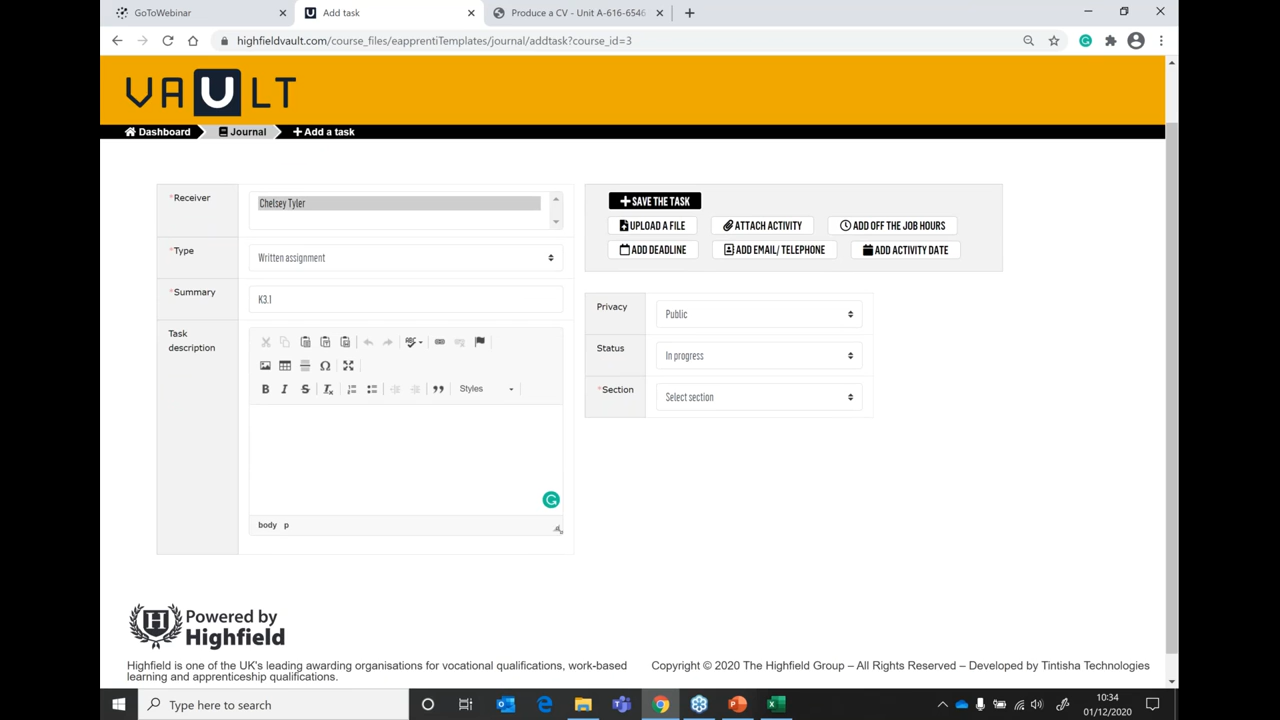 GoToWebinar
Add task
Produce a CV - Unit A-616-6546
highfieldvault.com/course_files/eapprentiTemplates/journal/addtask?course_id=3
VAULT
Dashboard Journal Add a task
*Receiver
Chelsey Tyler
*Type
Written assignment
*Summary
K3.1
Task
description
ABC
Ω
B I S Tx
Styles
body p
SAVE THE TASK
UPLOAD A FILE ATTACH ACTIVITY ADD OFF THE JOB HOURS
ADD DEADLINE ADD EMAIL/ TELEPHONE ADD ACTIVITY DATE
Privacy
Public
Status
In progress
*Section
Select section
H
Powered by
Highfield
Highfield is one of the UK's leading awarding organisations for vocational qualifications, work-based
learning and apprenticeship qualifications.
Copyright © 2020 The Highfield Group – All Rights Reserved – Developed by Tintisha Technologies
Type here to search
10:34
01/12/2020